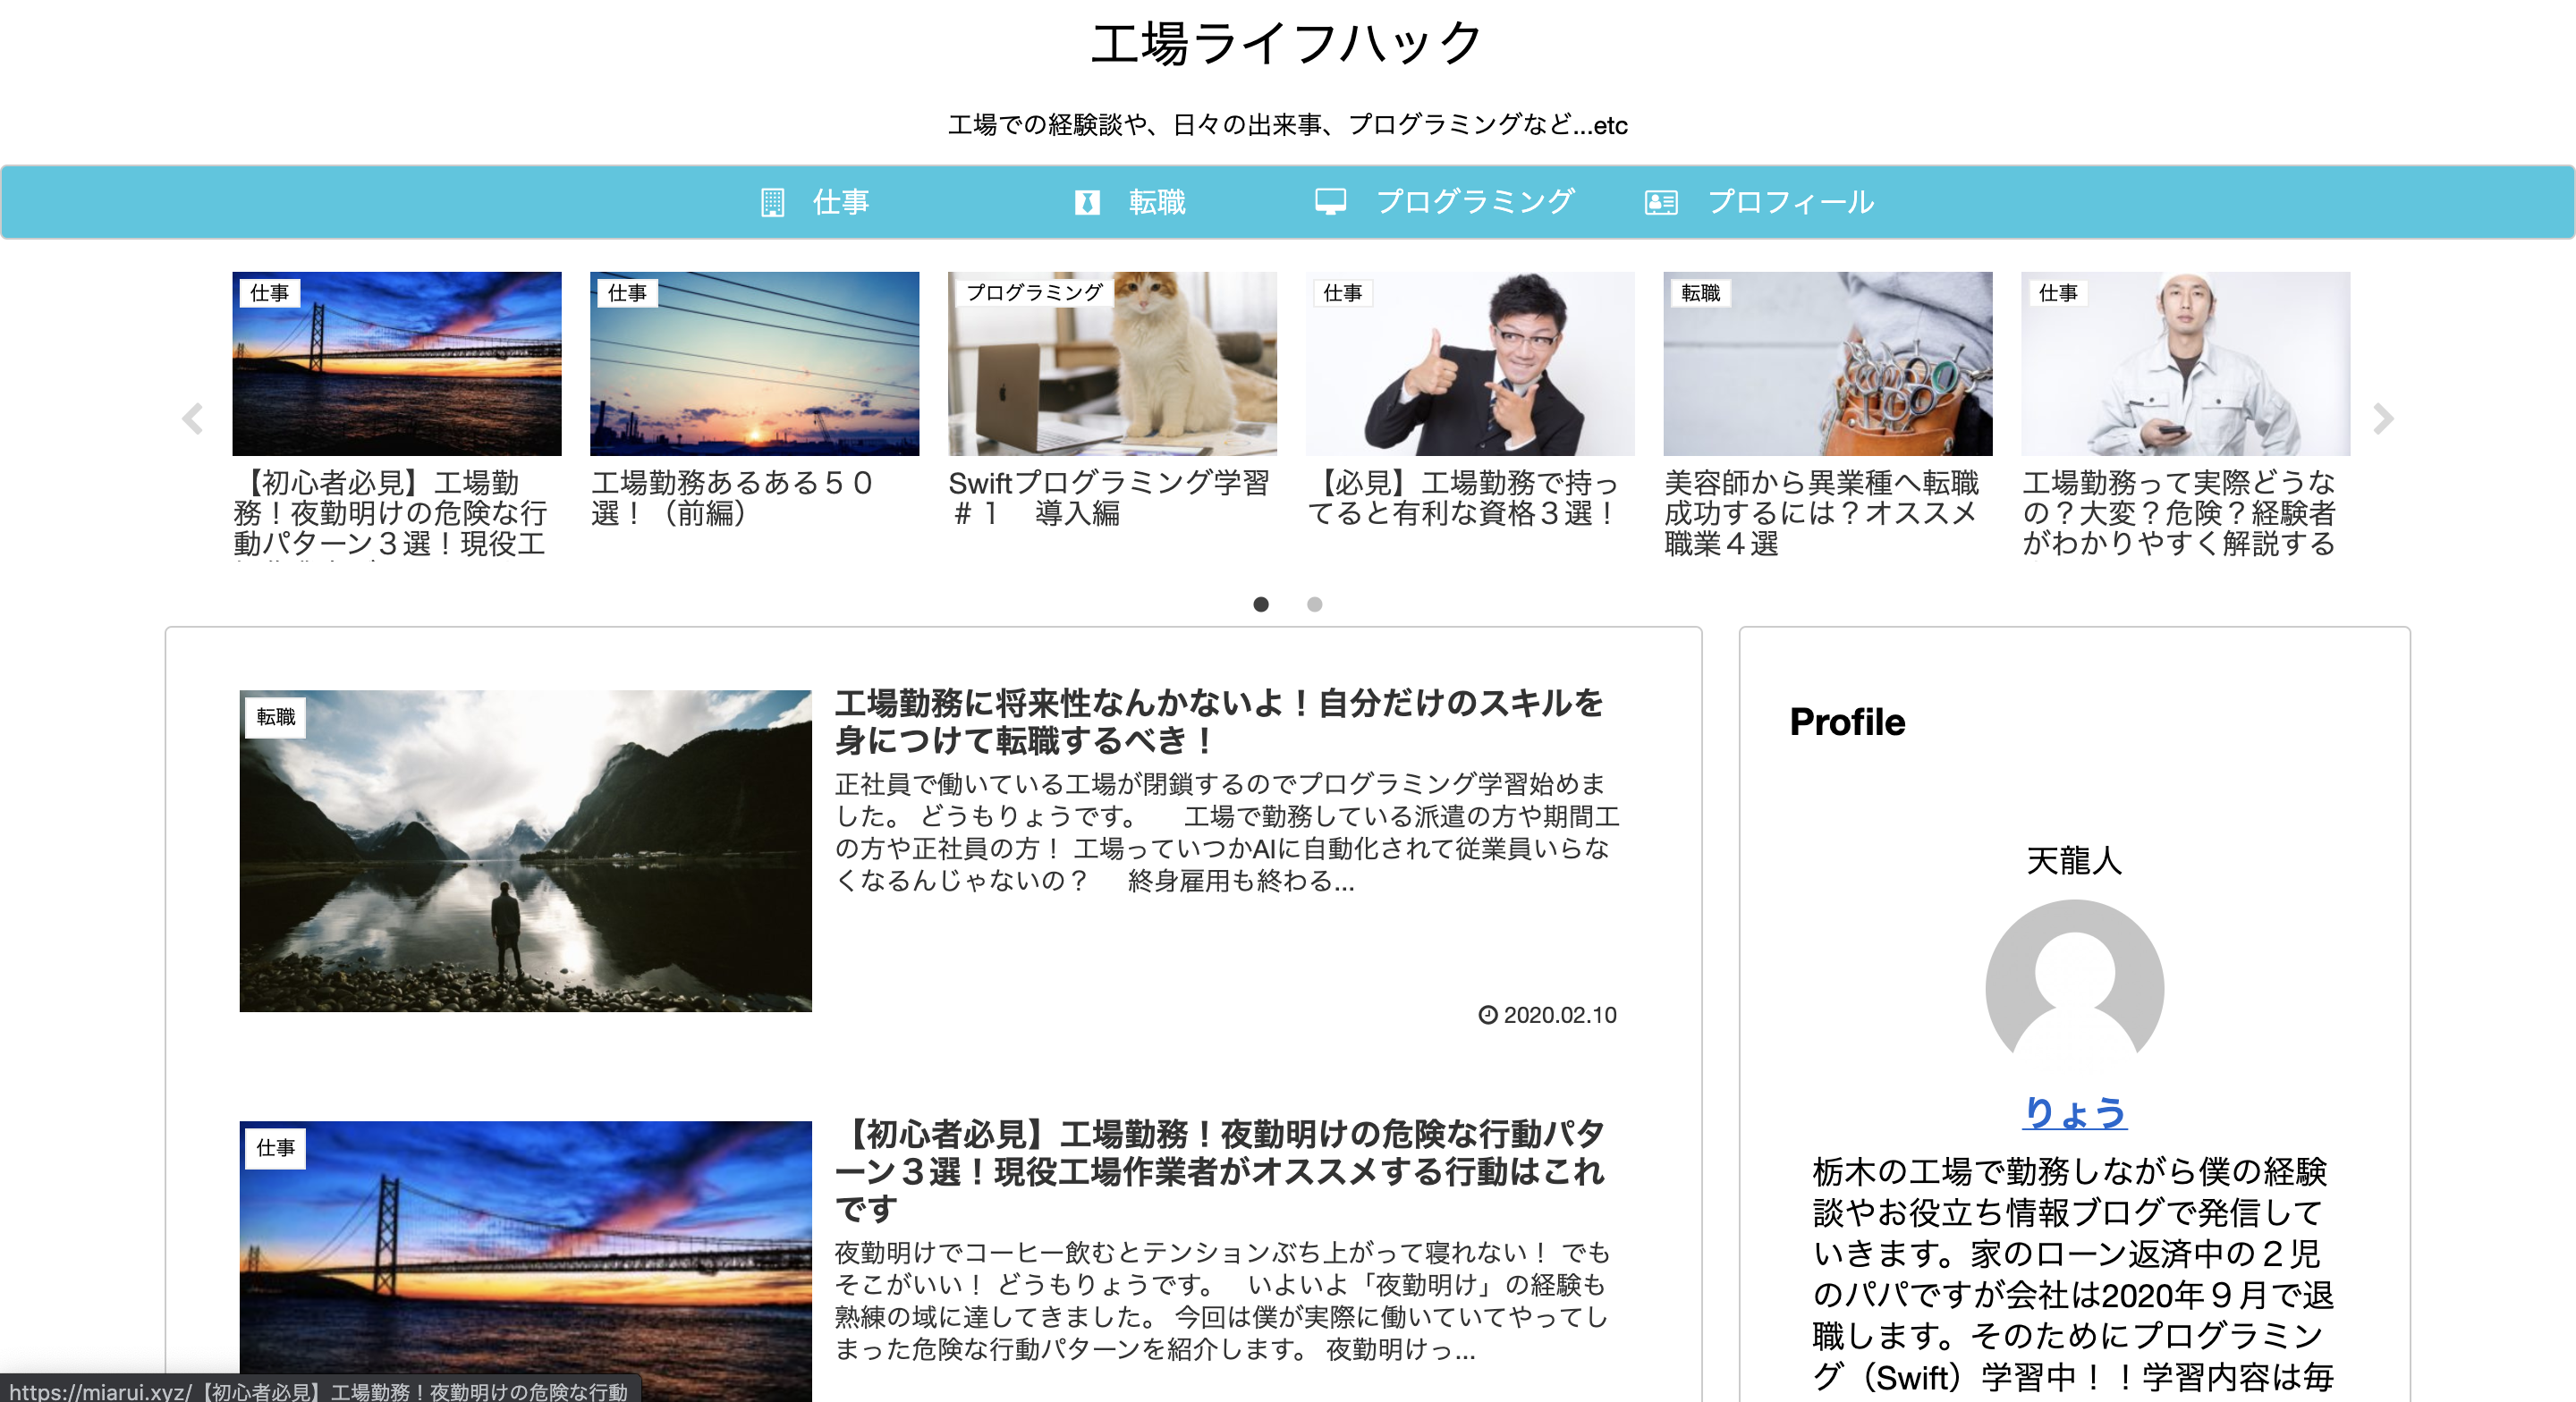 工場ライフハック
工場での経験談や、日々の出来事、プログラミングなど...etc
仕事
転職
プログラミング
プロフィール
仕事
【初心者必見】工場勤
務！夜勤明けの危険な行
動パターン３選！現役工
仕事
工場勤務あるある５０
選！（前編）
プログラミング
Swiftプログラミング学習
＃１　導入編
仕事
【必見】工場勤務で持っ
てると有利な資格３選！
転職
美容師から異業種へ転職
成功するには？オススメ
職業４選
仕事
工場勤務って実際どうな
の？大変？危険？経験者
がわかりやすく解説する
転職
工場勤務に将来性なんかないよ！自分だけのスキルを
身につけて転職するべき！
正社員で働いている工場が閉鎖するのでプログラミング学習始めま
した。 どうもりょうです。　 工場で勤務している派遣の方や期間工
の方や正社員の方！ 工場っていつかAIに自動化されて従業員いらな
くなるんじゃないの？　 終身雇用も終わる...
2020.02.10
仕事
【初心者必見】工場勤務！夜勤明けの危険な行動パタ
ーン３選！現役工場作業者がオススメする行動はこれ
です
夜勤明けでコーヒー飲むとテンションぶち上がって寝れない！ でも
そこがいい！ どうもりょうです。　いよいよ「夜勤明け」の経験も
熟練の域に達してきました。 今回は僕が実際に働いていてやってし
まった危険な行動パターンを紹介します。 夜勤明けっ...
Profile
天龍人
りょう
栃木の工場で勤務しながら僕の経験
談やお役立ち情報ブログで発信して
いきます。家のローン返済中の２児
のパパですが会社は2020年９月で退
職します。そのためにプログラミン
グ（Swift）学習中！！学習内容は毎
https://miarui.xyz/【初心者必見】工場勤務！夜勤明けの危険な行動